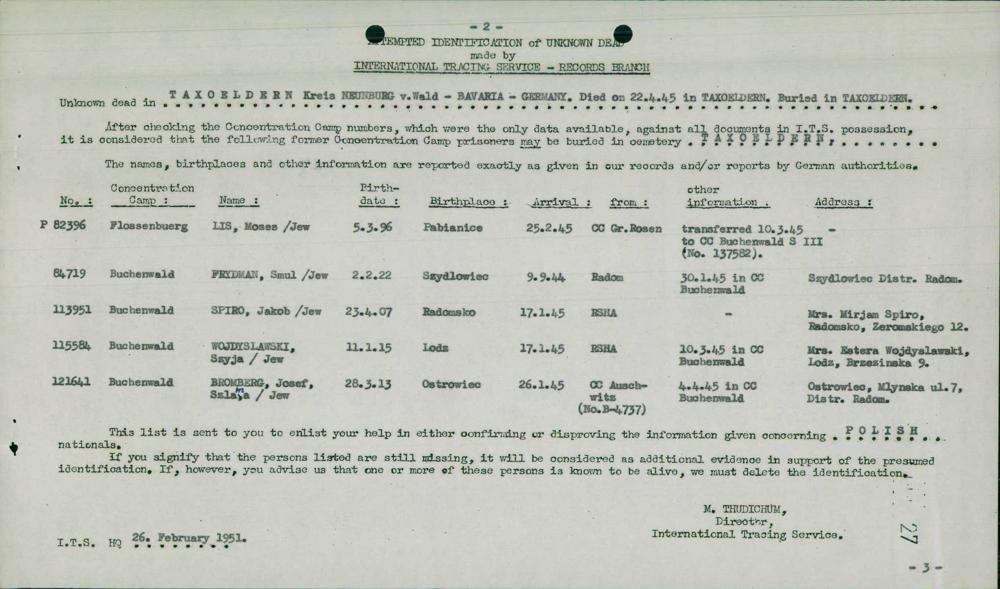 - 2 -
ATTEMPTED IDENTIFICATION of UNKNOWN DEAD
made by
INTERNATIONAL TRACING SERVICE - RECORDS BRANCH
Unknown dead in TAXOELDERN Kreis NEUNBURG v.Wald - BAVARIA - GERMANY. Died on 22.4.45 in TAXOELDERN. Buried in TAXOELDERN.
After checking the Concentration Camp numbers, which were the only data available, against all documents in I.T.S. possession,
it is considered that the following former Concentration Camp prisoners may be buried in cemetery . TAXOELDERN.
The names, birthplaces and other information are reported exactly as given in our records and/or reports by German authorities.
No. : Concentration Camp : Name : Birth-date : Birthplace : Arrival : from : other information . Address :
P 82396 Flossenbuerg LIS, Moses /Jew 5.3.96 Pabianice 25.2.45 CC Gr.Rosen transferred 10.3.45 -
to CC Buchenwald S III
(No. 137582).
84719 Buchenwald FRYDMAN, Smul /Jew 2.2.22 Szydlowiec 9.9.44 Radom 30.1.45 in CC Szydlowiec Distr. Radom.
Buchenwald
113951 Buchenwald SPIRO, Jakob /Jew 23.4.07 Radomsko 17.1.45 RSHA - Mrs. Mirjam Spiro,
Radomsko, Zeromskiego 12.
115584 Buchenwald WOJDYSLAWSKI, 11.1.15 Lodz 17.1.45 RSHA 10.3.45 in CC Mrs. Estera Wojdyslawski,
Szyja / Jew Buchenwald Lodz, Brzezinska 9.
121641 Buchenwald BROMBERG, Josef, 28.3.13 Ostrowiec 26.1.45 CC Ausch- 4.4.45 in CC Ostrowiec, Mlynska ul.7,
/ Jew witz Buchenwald Distr. Radom.
(No.B-4737)
This list is sent to you to enlist your help in either confirming or disproving the information given concerning . POLISH . .
nationals.
If you signify that the persons listed are still missing, it will be considered as additional evidence in support of the presumed
identification. If, however, you advise us that one or more of these persons is known to be alive, we must delete the identification.
M. THUDICHUM,
Director,
International Tracing Service.
I.T.S. HQ 26. February 1951.
27
- 3 -